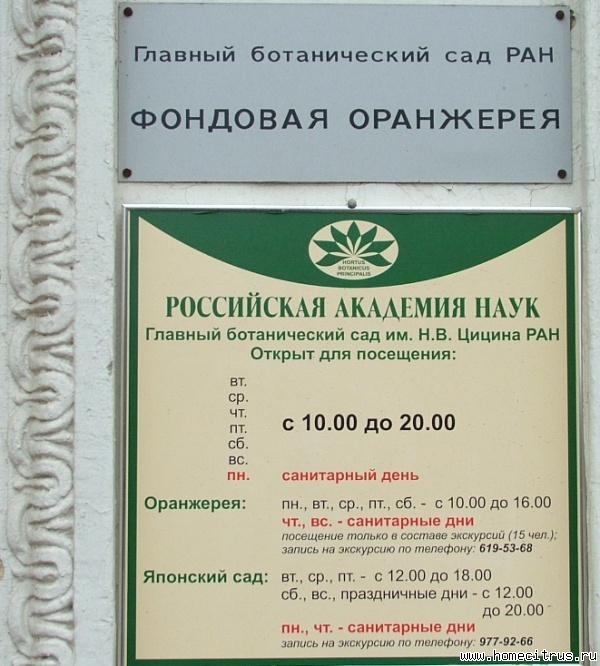 Главный ботанический сад РАН
ФОНДОВАЯ ОРАНЖЕРЕЯ
HORTUS
BOTANICUS
PRINCIPALIS
РОССИЙСКАЯ АКАДЕМИЯ НАУК
Главный ботанический сад им. Н.В. Цицина РАН
Открыт для посещения:
вт.
ср.
чт.
пт.
сб.
вс.
с 10.00 до 20.00
пн. санитарный день
Оранжерея: пн., вт., ср., пт., сб. - с 10.00 до 16.00
чт., вс. - санитарные дни
посещение только в составе экскурсий (15 чел.);
запись на экскурсию по телефону: 619-53-68
Японский сад: вт., ср., пт. - с 12.00 до 18.00
сб., вс., праздничные дни - с 12.00
до 20.00
пн., чт. - санитарные дни
запись на экскурсию по телефону: 977-92-66
www.homecitrus.ru